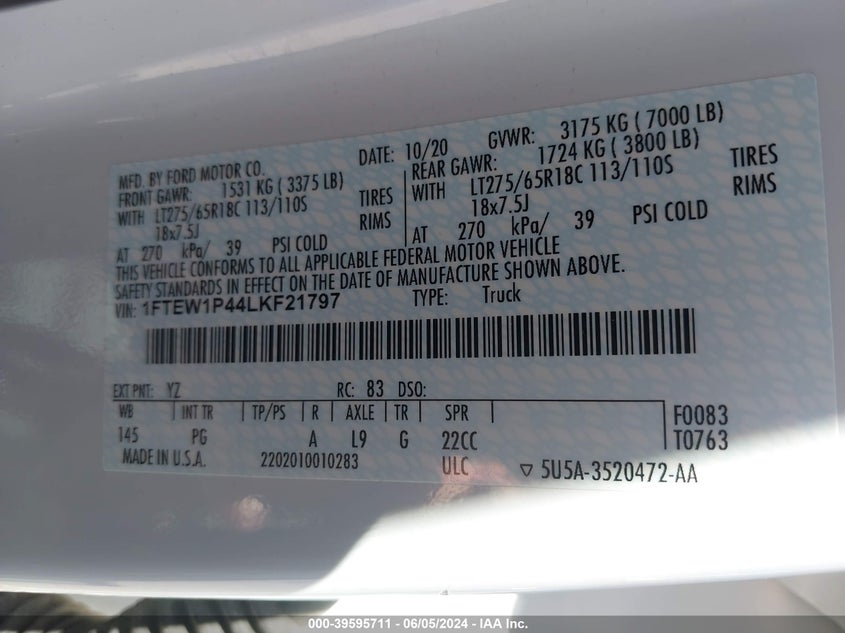 MFD. BY FORD MOTOR CO. DATE: 10/20 GVWR: 3175 KG ( 7000 LB)
FRONT GAWR: 1531 KG ( 3375 LB) REAR GAWR: 1724 KG ( 3800 LB)
WITH LT275/65R18C 113/110S TIRES WITH LT275/65R18C 113/110S TIRES
18x7.5J RIMS 18x7.5J RIMS
AT 270 kPa/ 39 PSI COLD AT 270 kPa/ 39 PSI COLD
THIS VEHICLE CONFORMS TO ALL APPLICABLE FEDERAL MOTOR VEHICLE
SAFETY STANDARDS IN EFFECT ON THE DATE OF MANUFACTURE SHOWN ABOVE.
VIN: 1FTEW1P44LKF21797 TYPE: Truck
EXT PNT: YZ RC: 83 DSO:
WB INT TR TP/PS R AXLE TR SPR F0083
145 PG A L9 G 22CC T0763
MADE IN U.S.A. 2202010010283 ULC ▽ 5U5A-3520472-AA
000-39595711 - 06/05/2024 - IAA Inc.